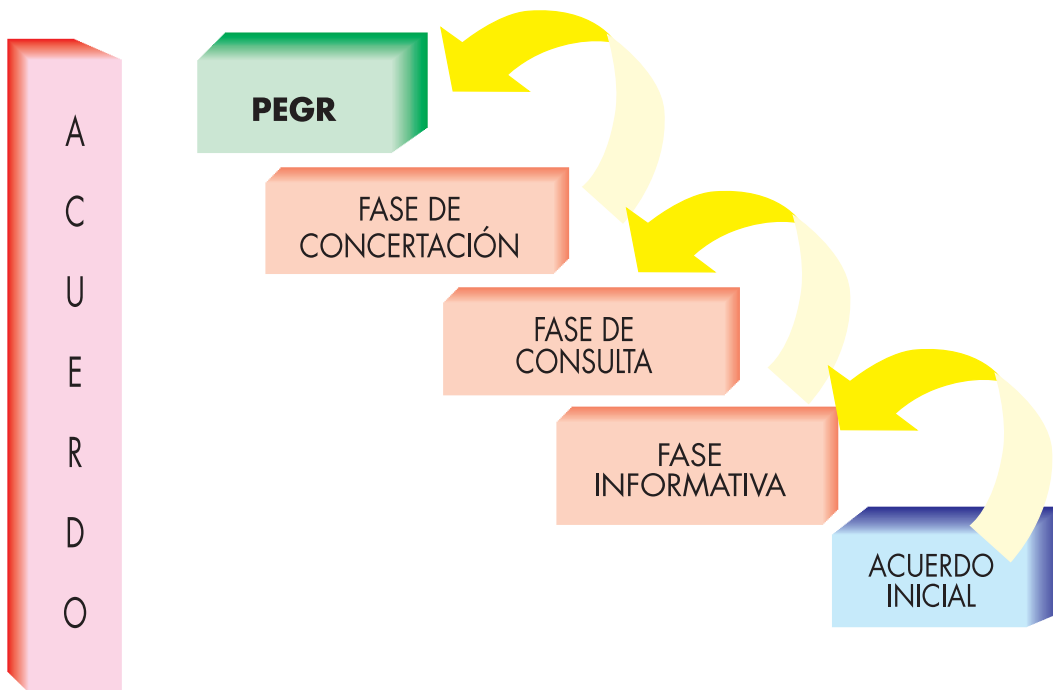 A
C
U
E
R
D
O
PEGR
FASE DE
CONCERTACIÓN
FASE DE
CONSULTA
FASE
INFORMATIVA
ACUERDO
INICIAL